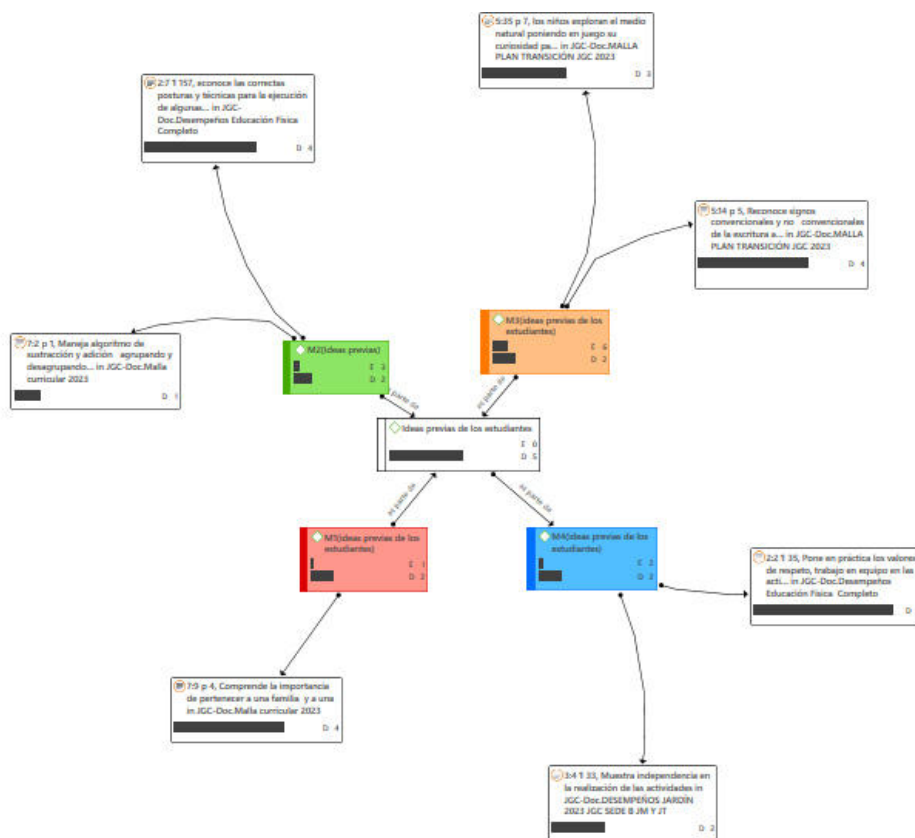 5:35 p 7, los niños exploran el medio
natural poniendo en juego su
curiosidad pa... in JGC-Doc.MALLA
PLAN TRANSICIÓN JGC 2023
D 3
2:7 ¶ 157, econoce las correctas
posturas y técnicas para la ejecución
de algunas... in JGC-
Doc.Desempeños Educación Física
Completo
D 4
5:14 p 5, Reconoce signos
convencionales y no convencionales
de la escritura a... in JGC-Doc.MALLA
PLAN TRANSICIÓN JGC 2023
D 4
M3(ideas previas de los
estudiantes)
E 6
D 2
7:2 p 1, Maneja algoritmo de
sustracción y adición agrupando y
desagrupando... in JGC-Doc.Malla
curricular 2023
D 1
M2(Ideas previas)
E 3
D 2
es parte de
es parte de
Ideas previas de los estudiantes
E 0
D 5
es parte de
es parte de
M1(ideas previas de los
estudiantes)
E 1
D 2
M4(ideas previas de los
estudiantes)
E 2
D 2
2:2 ¶ 35, Pone en práctica los valores
de respeto, trabajo en equipo en las
acti... in JGC-Doc.Desempeños
Educación Física Completo
D
7:9 p 4, Comprende la importancia
de pertenecer a una familia y a una
in JGC-Doc.Malla curricular 2023
D 4
3:4 ¶ 33, Muestra independencia en
la realización de las actividades in
JGC-Doc.DESEMPEÑOS JARDÍN
2023 JGC SEDE B JM Y JT
D 2